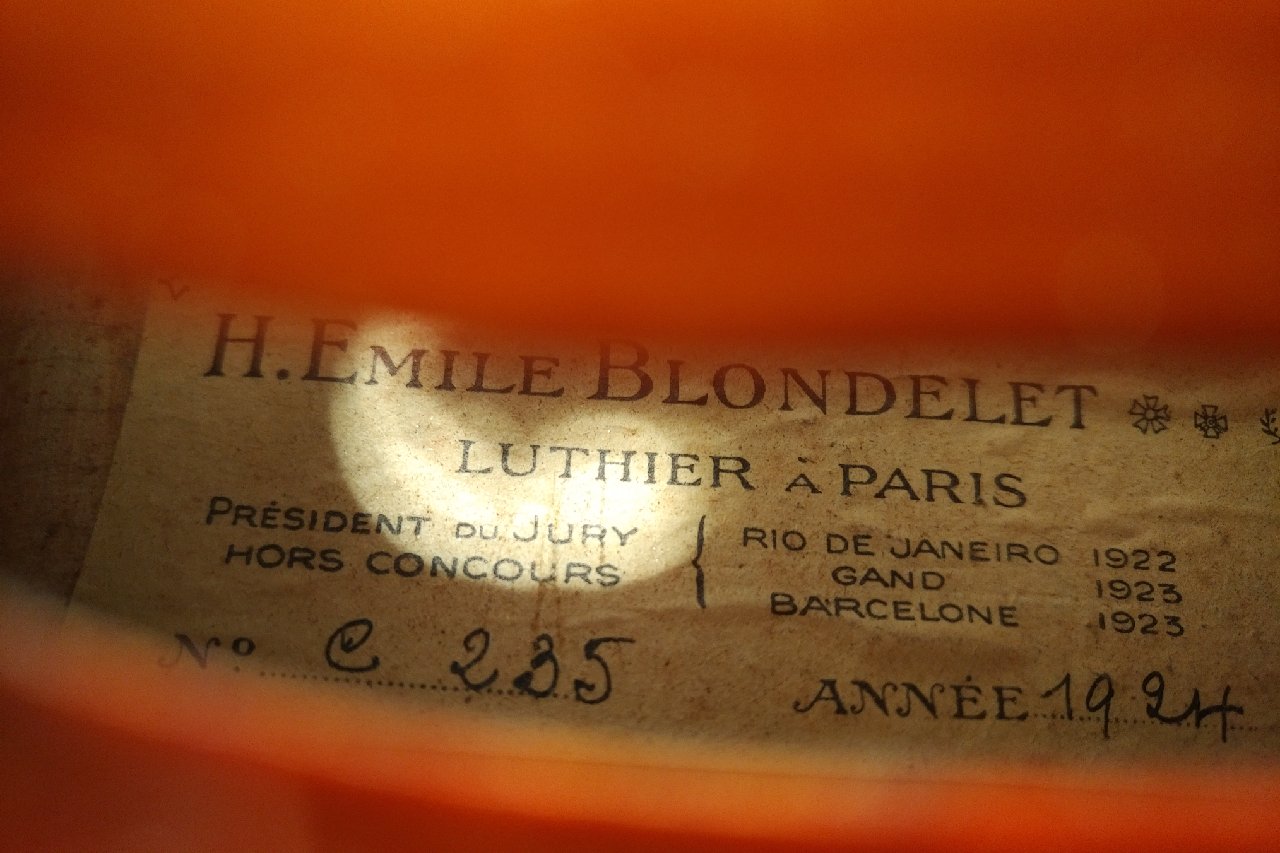 H. EMILE BLONDELET
LUTHIER À PARIS
PRÉSIDENT DU JURY
HORS CONCOURS
RIO DE JANEIRO 1922
GAND 1923
BARCELONE 1923
No C 235
ANNÉE 1924